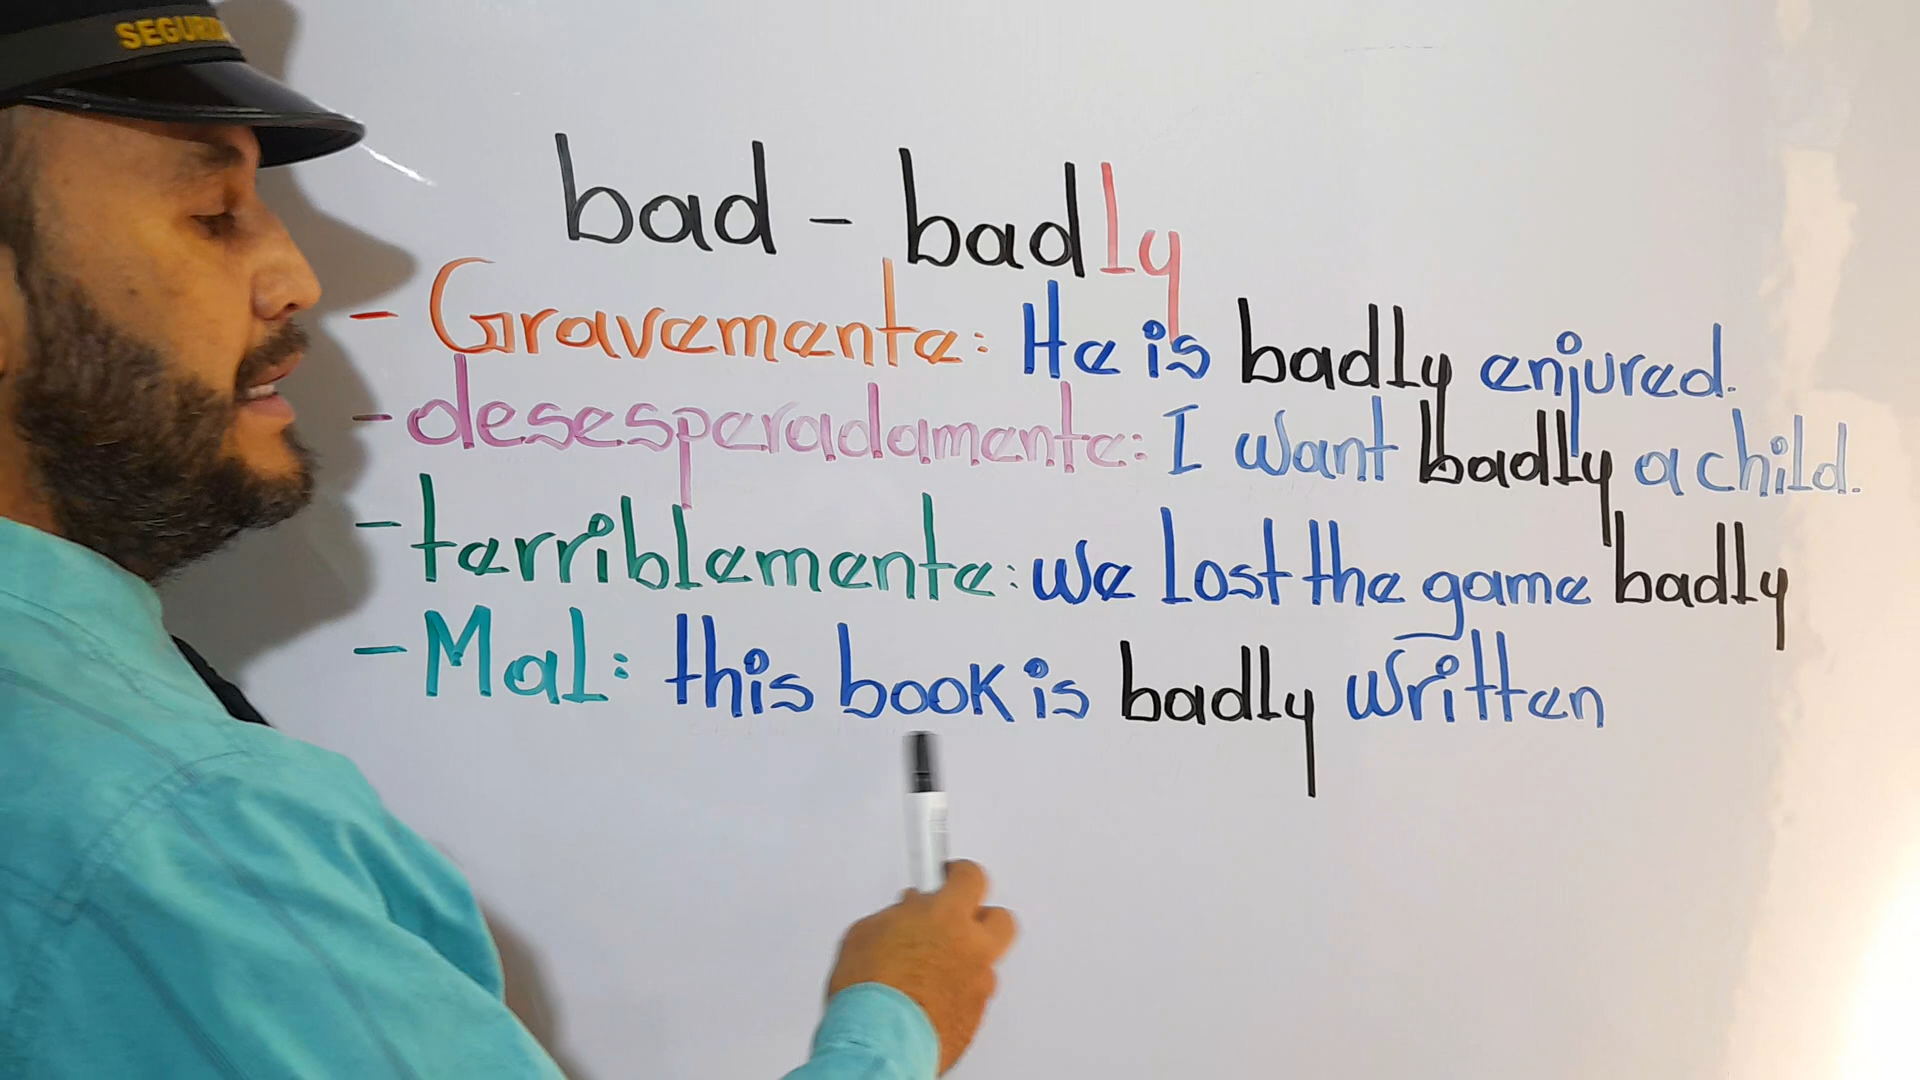 SEGURID
bad - badly
- Gravemente: He is badly enjured.
- desesperadamente: I want badly a child.
- terriblemente: we lost the game badly
- Mal: this book is badly written